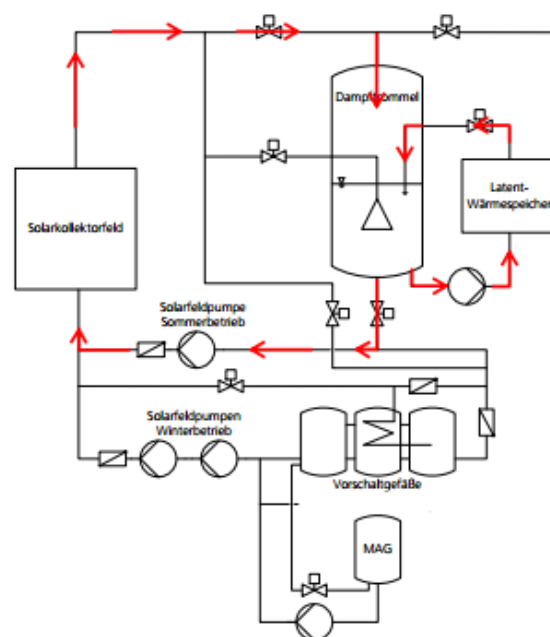 Dampftrommel
Solarkollektorfeld
Latent-
Wärmespeicher
Solarfeldpumpe
Sommerbetrieb
Solarfeldpumpen
Winterbetrieb
Vorschaltgefäße
MAG